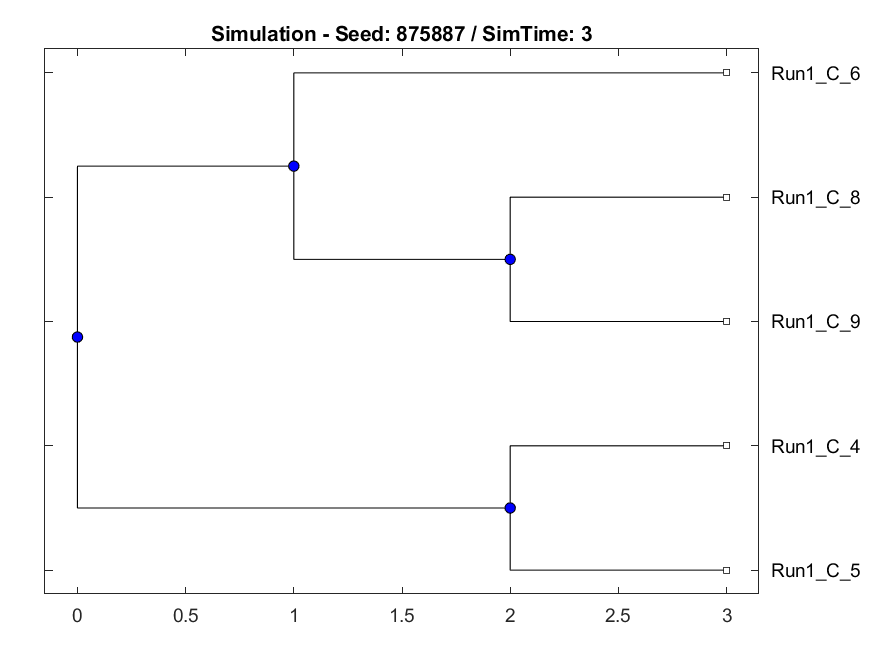 Simulation - Seed: 875887 / SimTime: 3
Run1_C_6
Run1_C_8
Run1_C_9
Run1_C_4
Run1_C_5
0 0.5 1 1.5 2 2.5 3